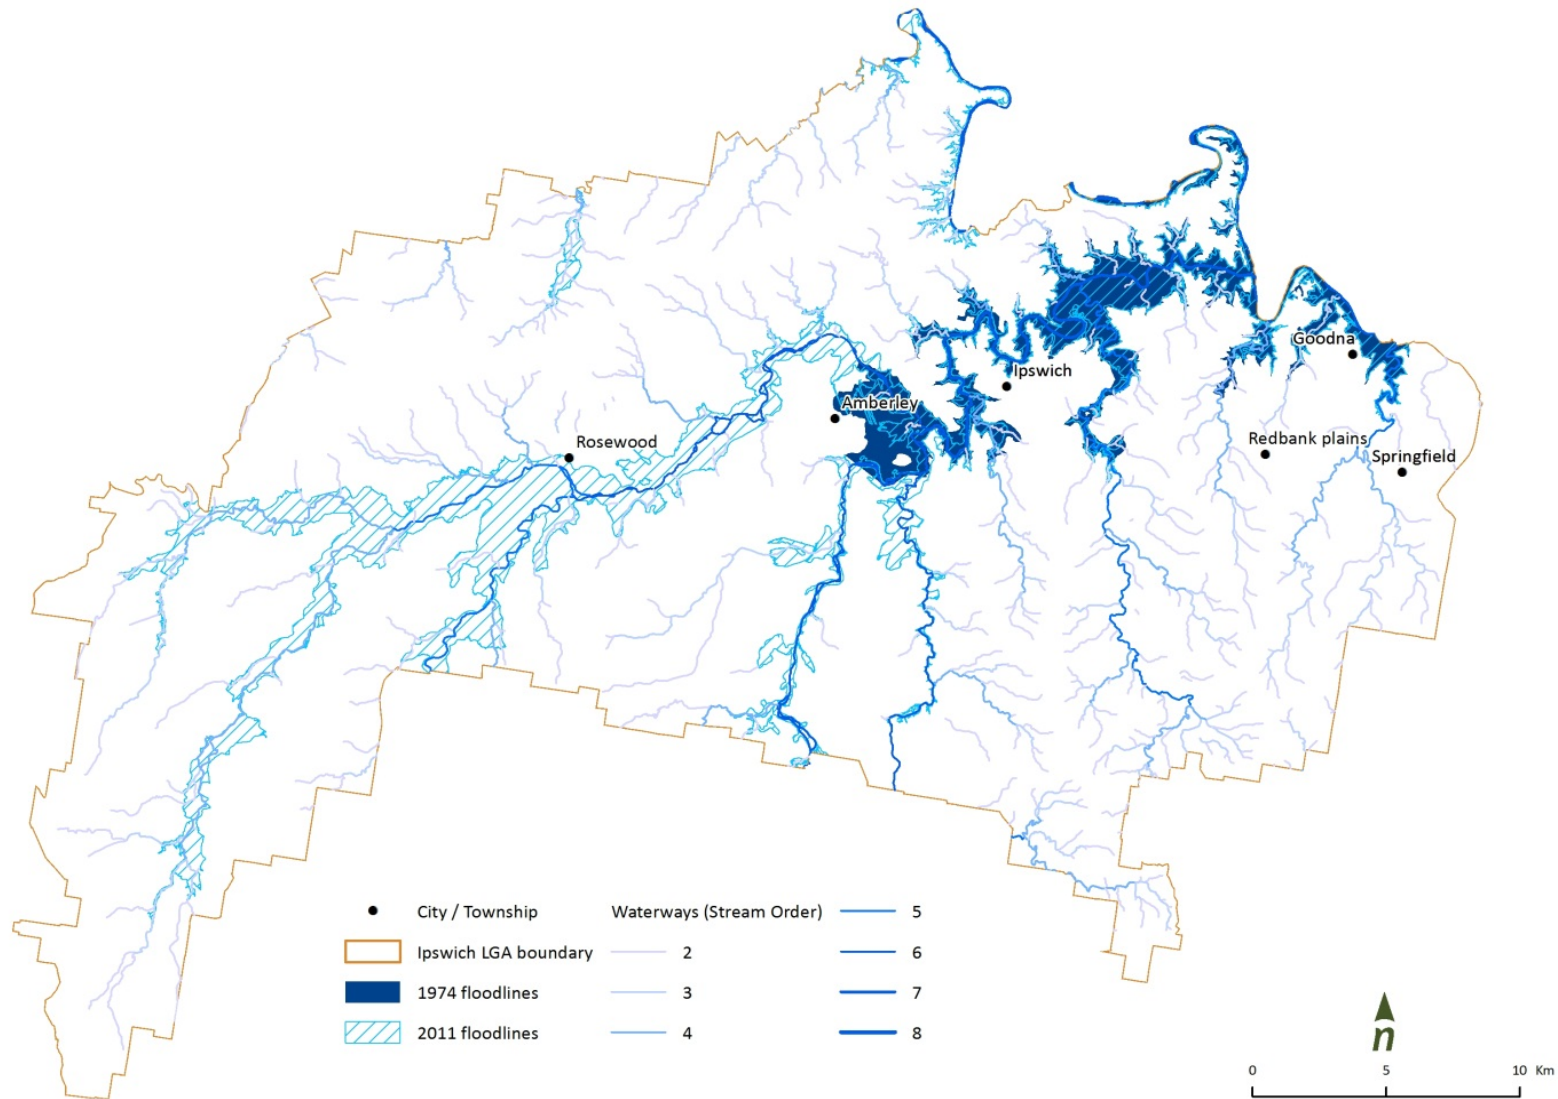 Goodna
Ipswich
Amberley
Rosewood
Redbank plains
Springfield
City / Township
Ipswich LGA boundary
1974 floodlines
2011 floodlines
Waterways (Stream Order)
2
3
4
5
6
7
8
n
0 5 10 Km